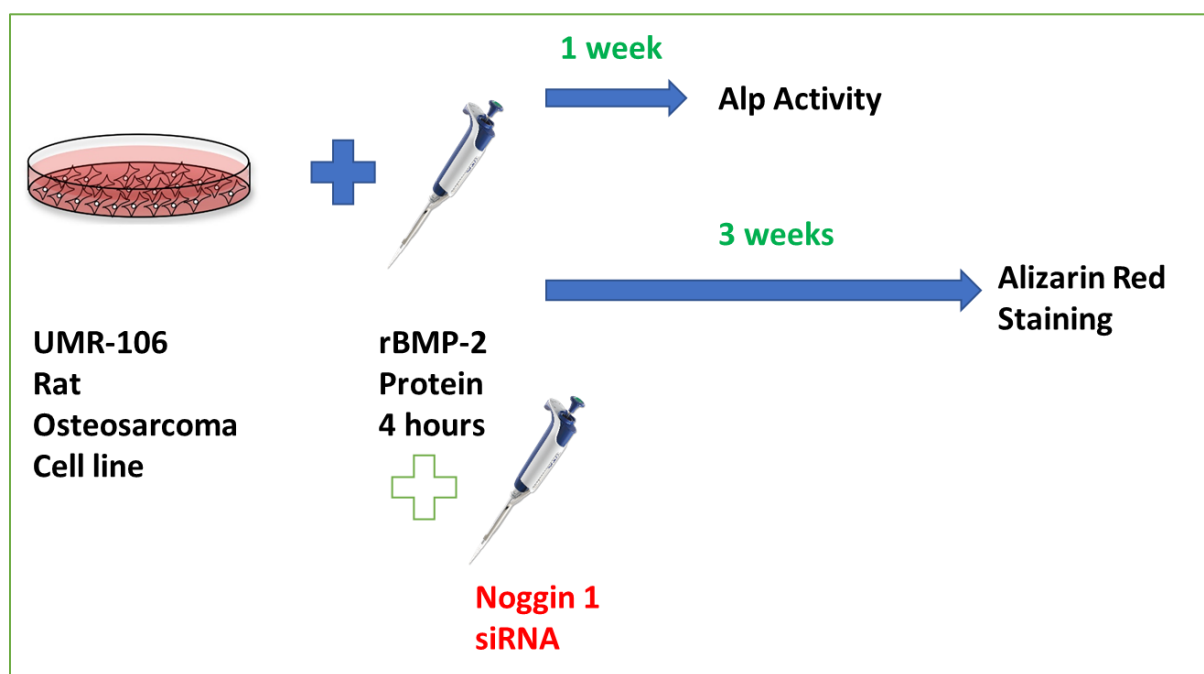 1 week
Alp Activity
3 weeks
Alizarin Red
Staining
UMR-106
Rat
Osteosarcoma
Cell line
rBMP-2
Protein
4 hours
Noggin 1
siRNA